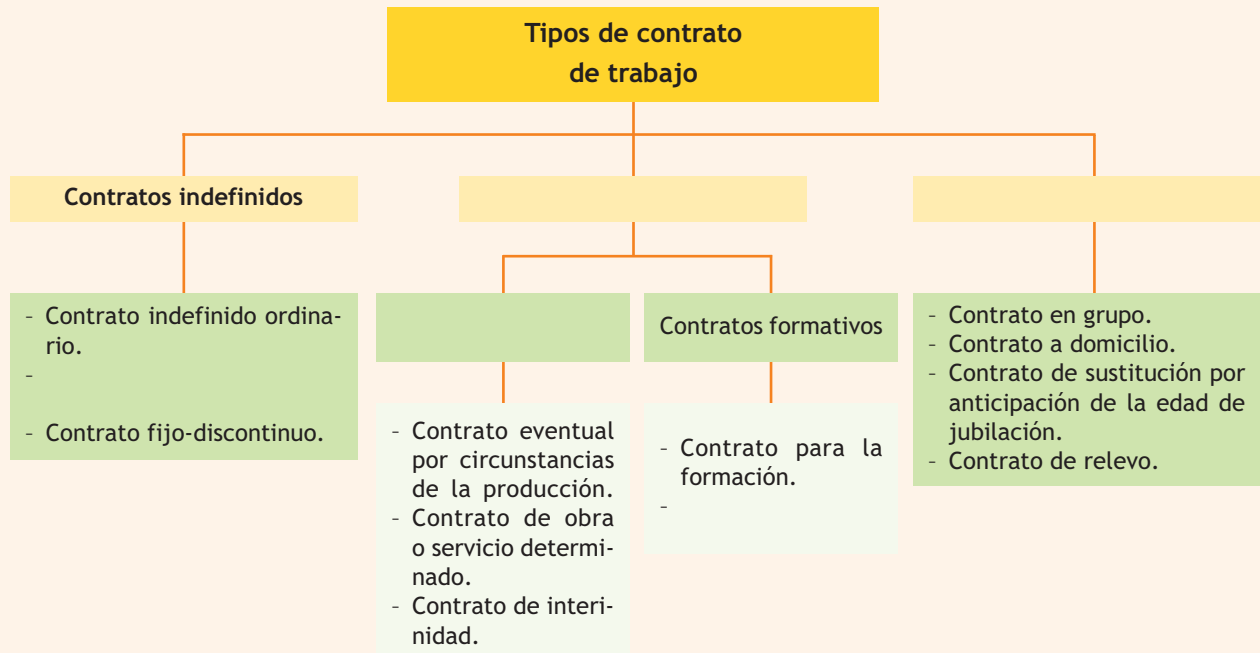 Tipos de contrato
de trabajo
Contratos indefinidos
- Contrato indefinido ordina-
rio.
-
- Contrato fijo-discontinuo.
Contratos formativos
- Contrato eventual
por circunstancias
de la producción.
- Contrato de obra
o servicio determi-
nado.
- Contrato de interi-
nidad.
- Contrato para la
formación.
-
- Contrato en grupo.
- Contrato a domicilio.
- Contrato de sustitución por
anticipación de la edad de
jubilación.
- Contrato de relevo.